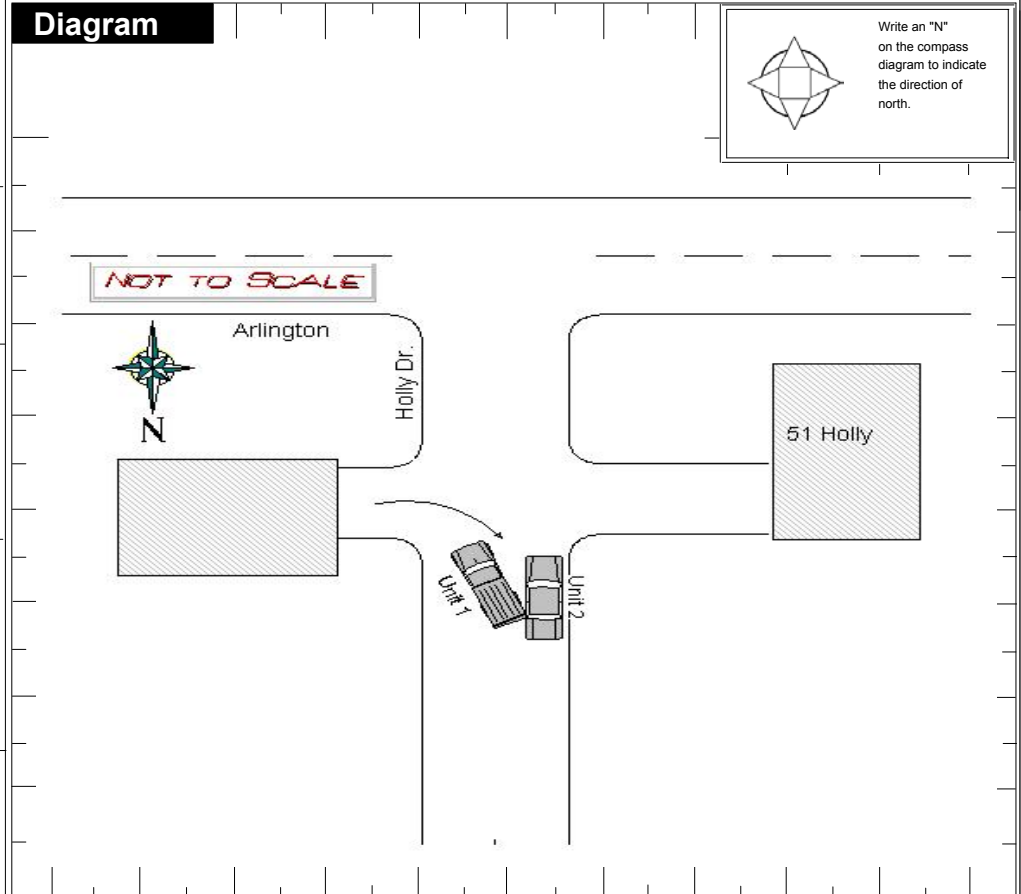 Diagram
Write an "N"
on the compass
diagram to indicate
the direction of
north.
NOT TO SCALE
Arlington
Holly Dr.
N
51 Holly
Unit 1
Unit 2